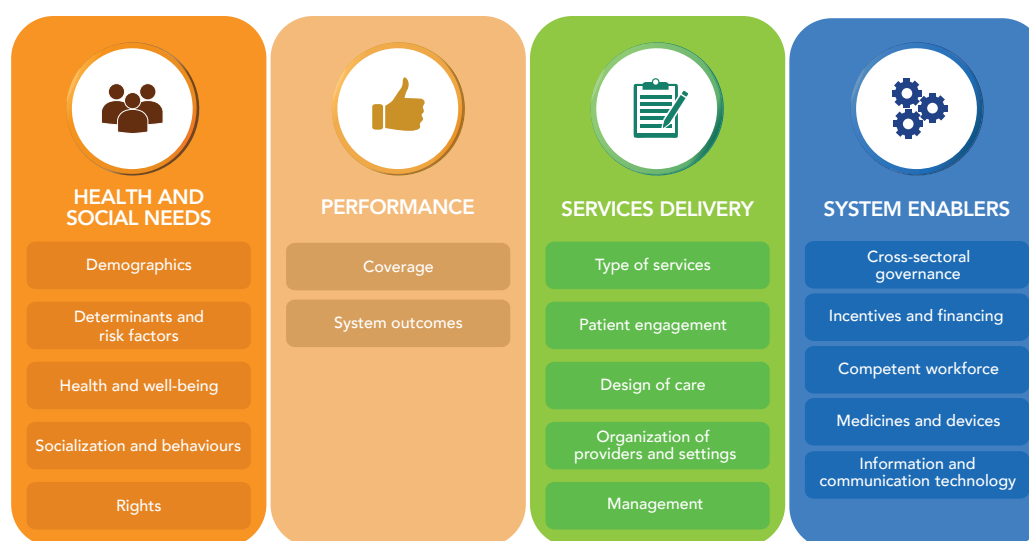 HEALTH AND
SOCIAL NEEDS
Demographics
Determinants and
risk factors
Health and well-being
Socialization and behaviours
Rights
PERFORMANCE
Coverage
System outcomes
SERVICES DELIVERY
Type of services
Patient engagement
Design of care
Organization of
providers and settings
Management
SYSTEM ENABLERS
Cross-sectoral
governance
Incentives and financing
Competent workforce
Medicines and devices
Information and
communication technology